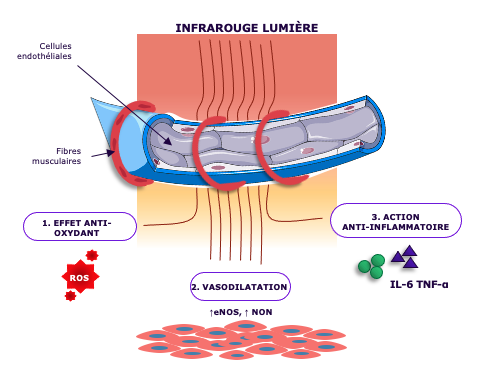 INFRAROUGE LUMIÈRE
Cellules
endothéliales
Fibres
musculaires
1. EFFET ANTI-
OXYDANT
3. ACTION
ANTI-INFLAMMATOIRE
ROS
2. VASODILATATION
IL-6 TNF-α
↑eNOS, ↑ NON